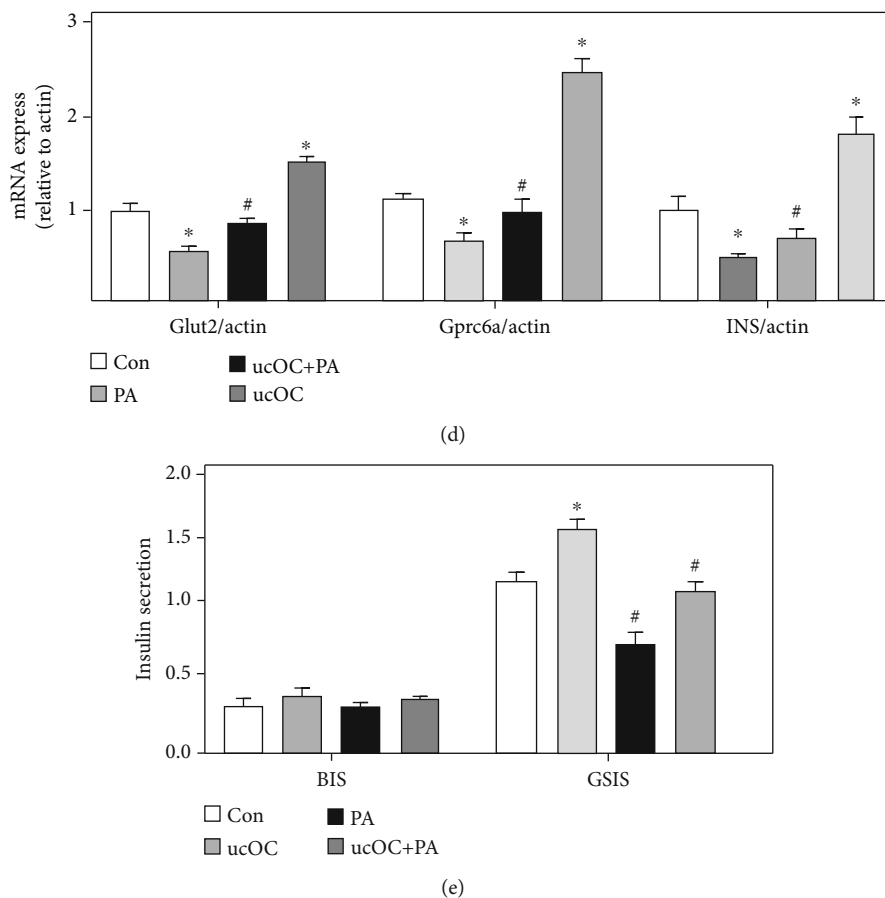 3
2
1
mRNA express
(relative to actin)
*
#
*
*
#
*
*
#
*
Glut2/actin
Gprc6a/actin
INS/actin
Con
ucOC+PA
PA
ucOC
(d)
2.0
1.5
1.0
0.5
0.0
Insulin secretion
*
#
#
BIS
GSIS
Con
PA
ucOC
ucOC+PA
(e)